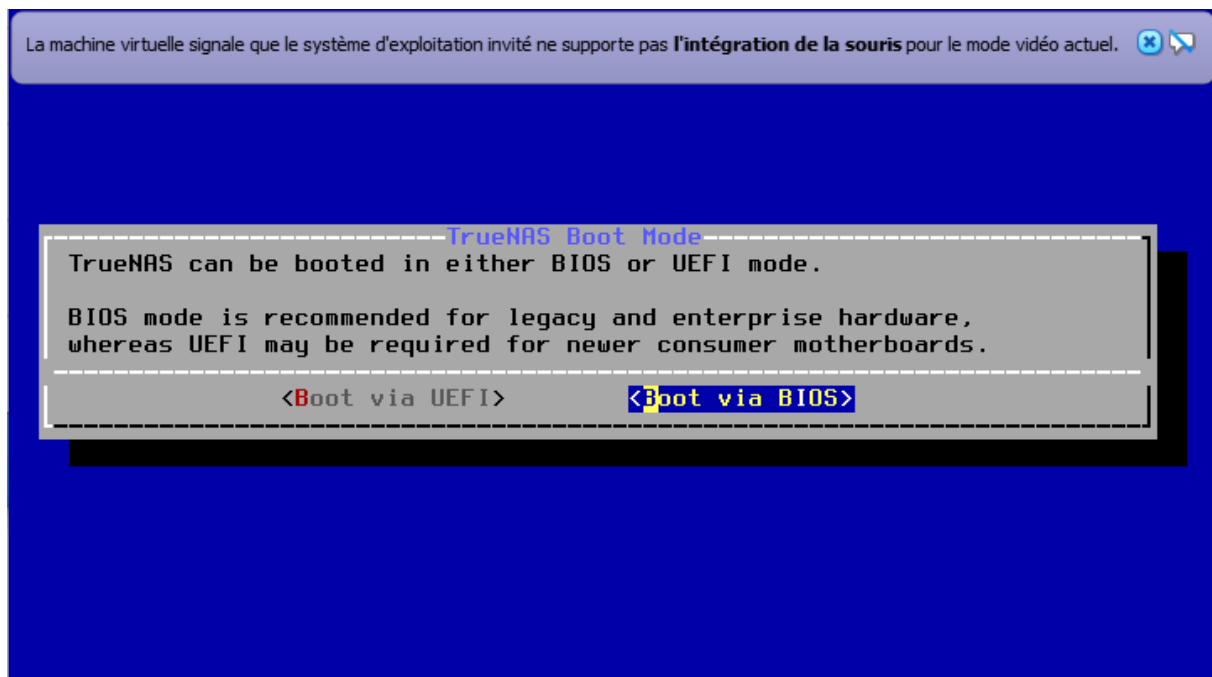 La machine virtuelle signale que le système d'exploitation invité ne supporte pas l'intégration de la souris pour le mode vidéo actuel.
TrueNAS Boot Mode
TrueNAS can be booted in either BIOS or UEFI mode.
BIOS mode is recommended for legacy and enterprise hardware,
whereas UEFI may be required for newer consumer motherboards.
<Boot via UEFI> <Boot via BIOS>